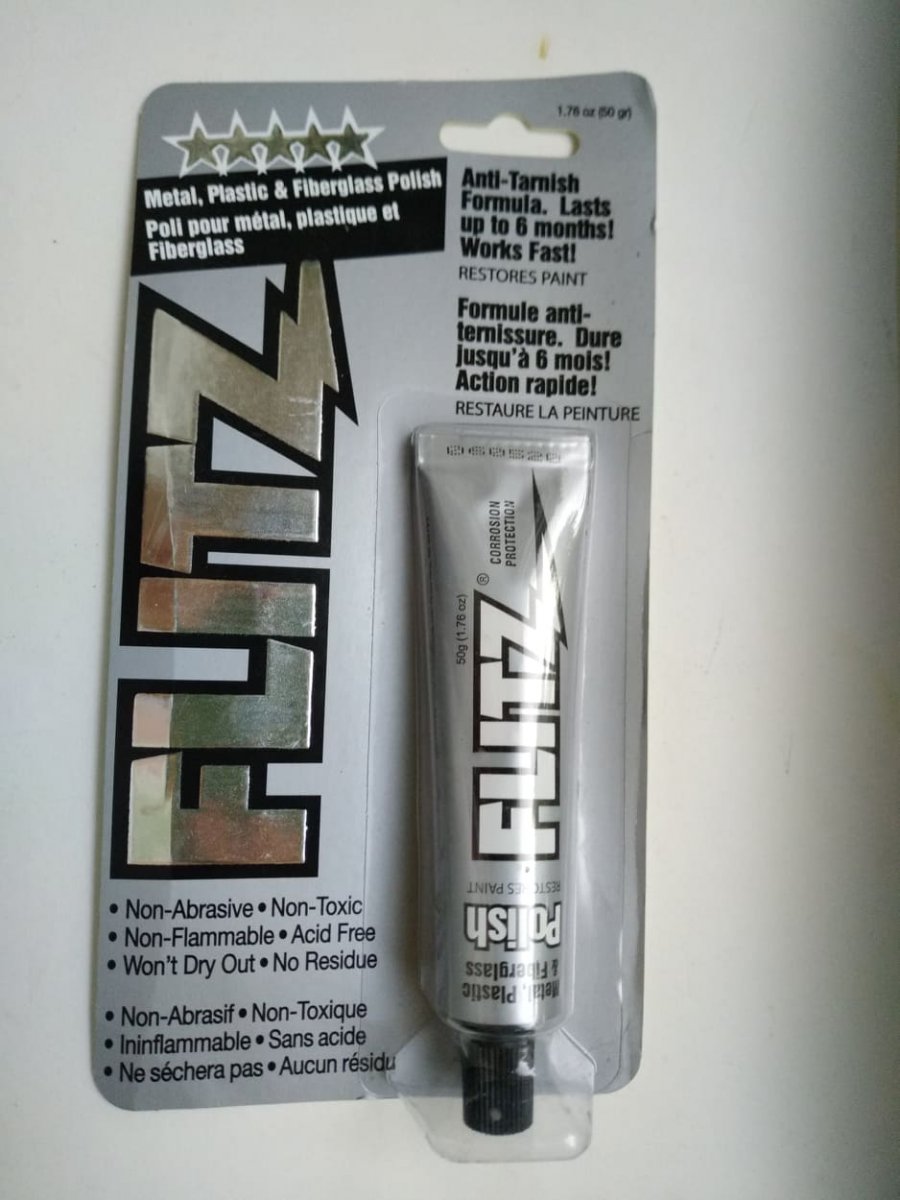 1.76 oz (50 gr)
Metal, Plastic & Fiberglass Polish
Poli pour métal, plastique et
Fiberglass
Anti-Tarnish
Formula. Lasts
up to 6 months!
Works Fast!
RESTORES PAINT
Formule anti-
ternissure. Dure
jusqu'à 6 mois!
Action rapide!
RESTAURE LA PEINTURE
FLITZ
CORROSION
PROTECTION
50g (1.76 oz)
FLITZ®
RESTORES PAINT
Polish
Metal, Plastic
& Fiberglass
• Non-Abrasive • Non-Toxic
• Non-Flammable • Acid Free
• Won't Dry Out • No Residue
• Non-Abrasif • Non-Toxique
• Ininflammable • Sans acide
• Ne séchera pas • Aucun résidu